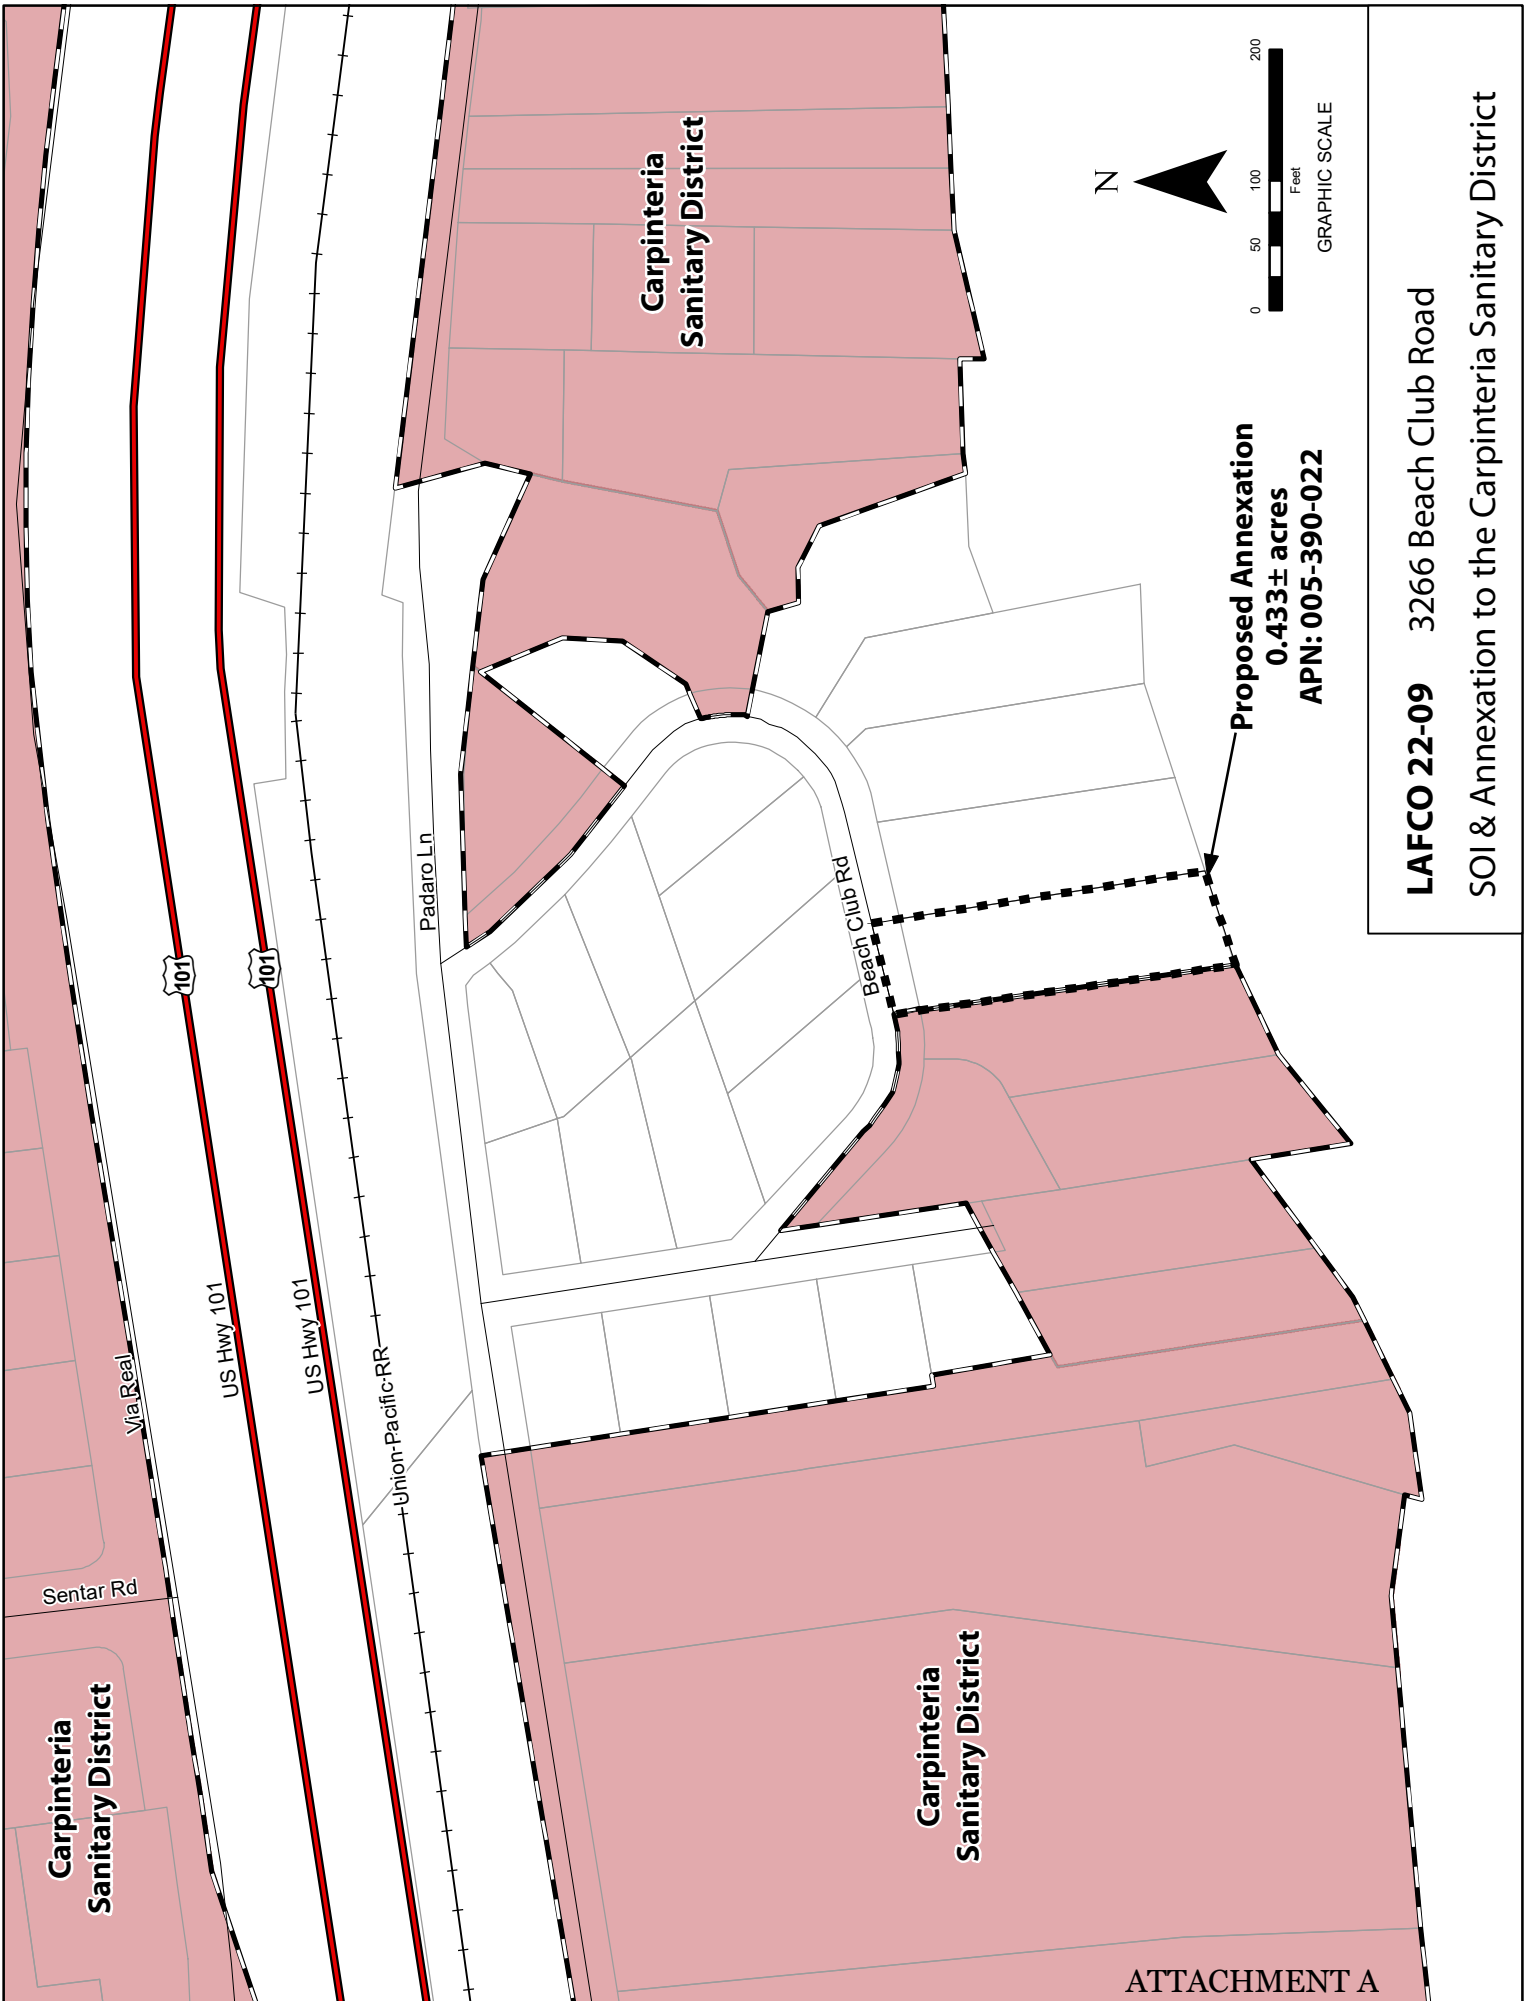 Carpinteria
Sanitary District
Sentar Rd
Via Real
US Hwy 101
US Hwy 101
101
101
Union Pacific RR
Padaro Ln
Beach Club Rd
Carpinteria
Sanitary District
Carpinteria
Sanitary District
Proposed Annexation
0.433± acres
APN: 005-390-022
N
0 50 100 200
Feet
GRAPHIC SCALE
LAFCO 22-09 3266 Beach Club Road
SOI & Annexation to the Carpinteria Sanitary District
ATTACHMENT A